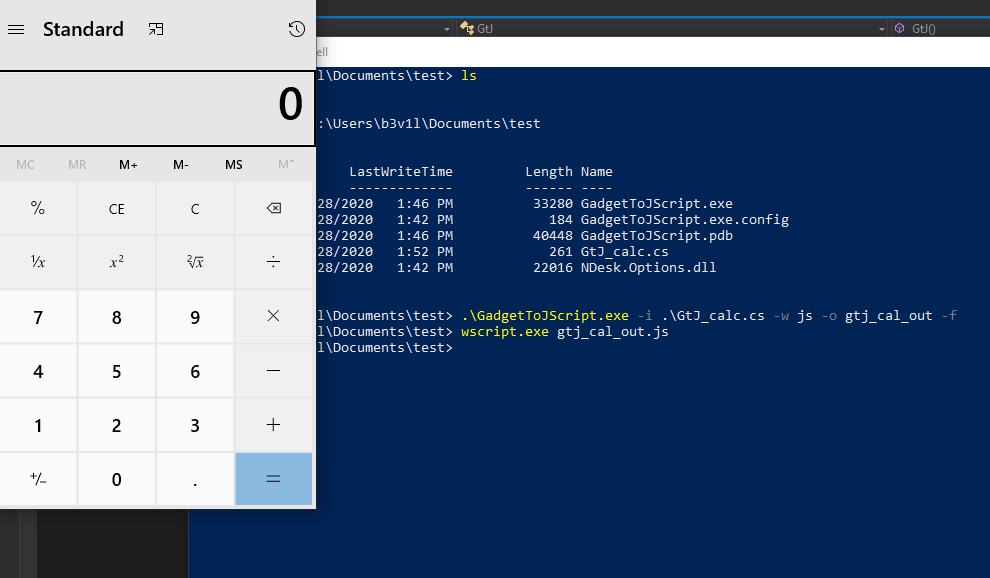 Standard
GtJ
GtJ()
ell
0
MC MR M+ M- MS M˅
% CE C
⅟x x² ²√x ÷
7 8 9 ×
4 5 6 −
1 2 3 +
+/− 0 . =
l\Documents\test> ls
:\Users\b3v1l\Documents\test
LastWriteTime Length Name
------------- ------ ----
28/2020 1:46 PM 33280 GadgetToJScript.exe
28/2020 1:42 PM 184 GadgetToJScript.exe.config
28/2020 1:46 PM 40448 GadgetToJScript.pdb
28/2020 1:52 PM 261 GtJ_calc.cs
28/2020 1:42 PM 22016 NDesk.Options.dll
l\Documents\test> .\GadgetToJScript.exe -i .\GtJ_calc.cs -w js -o gtj_cal_out -f
l\Documents\test> wscript.exe gtj_cal_out.js
l\Documents\test>